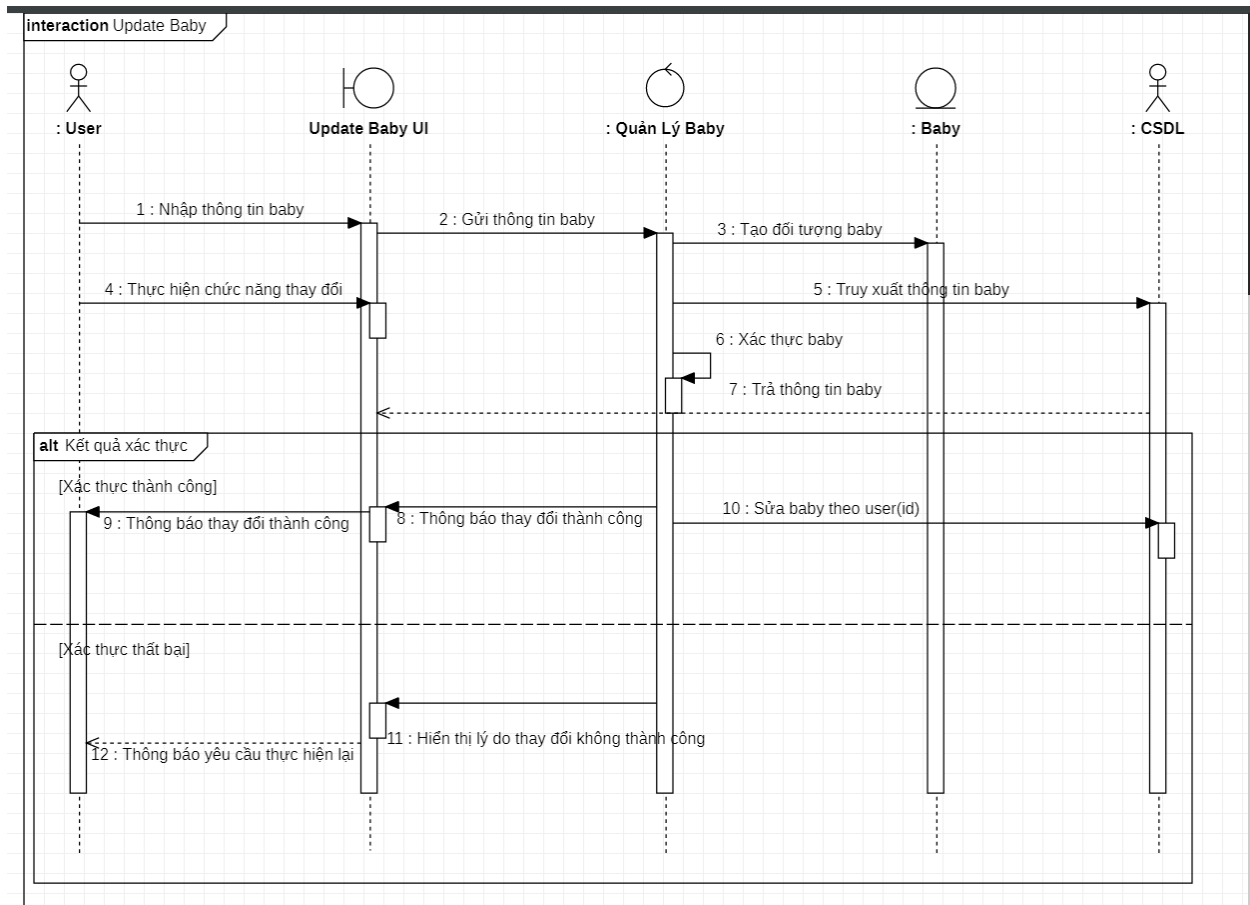 interaction Update Baby
: User
Update Baby UI
: Quản Lý Baby
: Baby
: CSDL
1 : Nhập thông tin baby
2 : Gửi thông tin baby
3 : Tạo đối tượng baby
4 : Thực hiện chức năng thay đổi
5 : Truy xuất thông tin baby
6 : Xác thực baby
7 : Trả thông tin baby
alt Kết quả xác thực
[Xác thực thành công]
9 : Thông báo thay đổi thành công
8 : Thông báo thay đổi thành công
10 : Sửa baby theo user(id)
[Xác thực thất bại]
11 : Hiển thị lý do thay đổi không thành công
12 : Thông báo yêu cầu thực hiện lại